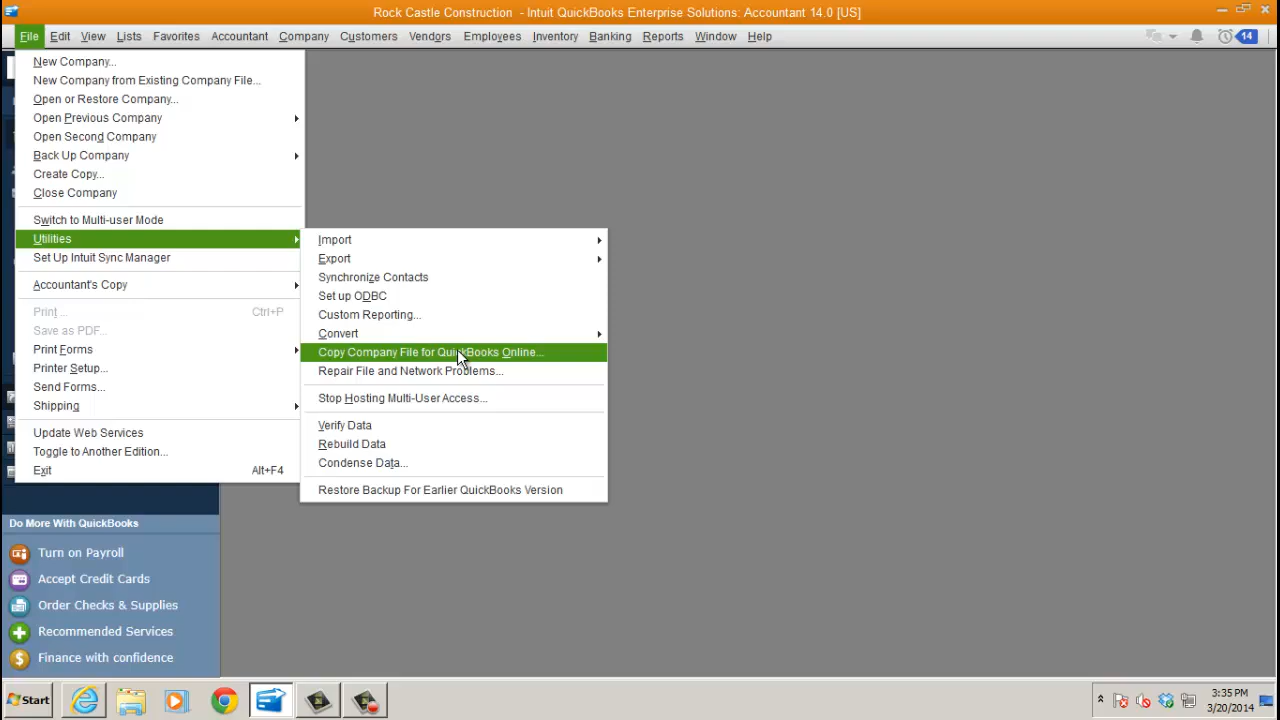 Rock Castle Construction - Intuit QuickBooks Enterprise Solutions: Accountant 14.0 [US]
File Edit View Lists Favorites Accountant Company Customers Vendors Employees Inventory Banking Reports Window Help 14
New Company...
New Company from Existing Company File...
Open or Restore Company...
Open Previous Company
Open Second Company
Back Up Company
Create Copy...
Close Company
Switch to Multi-user Mode
Utilities
Set Up Intuit Sync Manager
Accountant's Copy
Print... Ctrl+P
Save as PDF...
Print Forms
Printer Setup...
Send Forms...
Shipping
Update Web Services
Toggle to Another Edition...
Exit Alt+F4
Import
Export
Synchronize Contacts
Set up ODBC
Custom Reporting...
Convert
Copy Company File for QuickBooks Online...
Repair File and Network Problems...
Stop Hosting Multi-User Access...
Verify Data
Rebuild Data
Condense Data...
Restore Backup For Earlier QuickBooks Version
Do More With QuickBooks
Turn on Payroll
Accept Credit Cards
Order Checks & Supplies
Recommended Services
Finance with confidence
Start
3:35 PM
3/20/2014